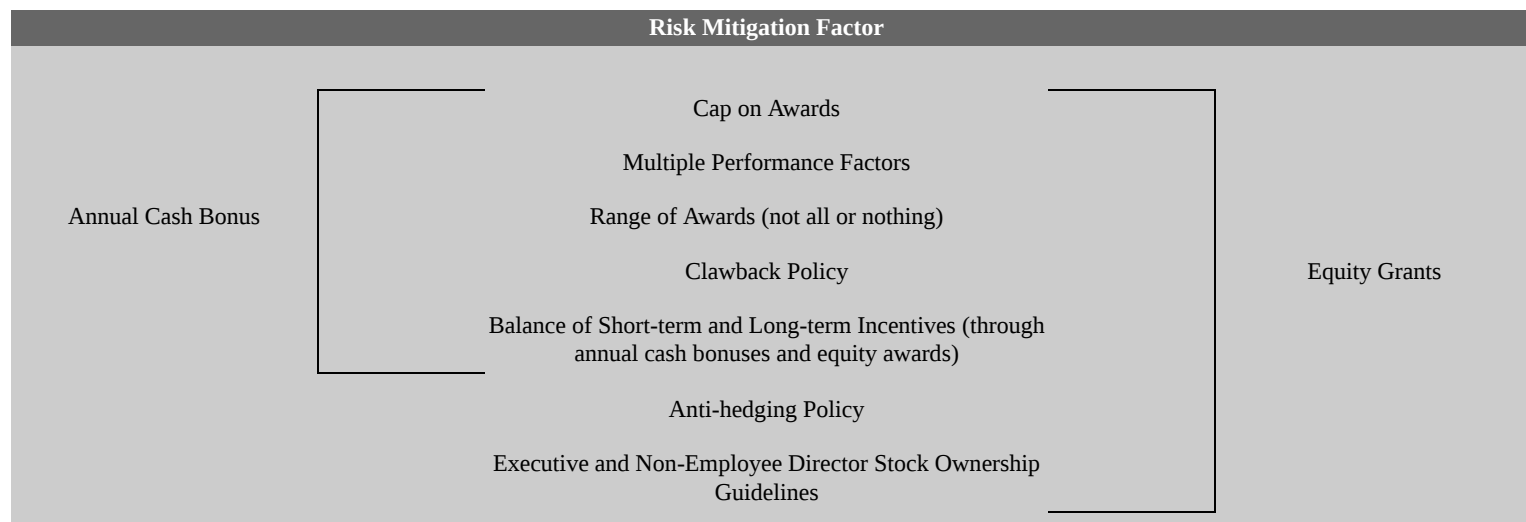 Risk Mitigation Factor
Cap on Awards
Multiple Performance Factors
Annual Cash Bonus
Range of Awards (not all or nothing)
Clawback Policy
Equity Grants
Balance of Short-term and Long-term Incentives (through
annual cash bonuses and equity awards)
Anti-hedging Policy
Executive and Non-Employee Director Stock Ownership
Guidelines